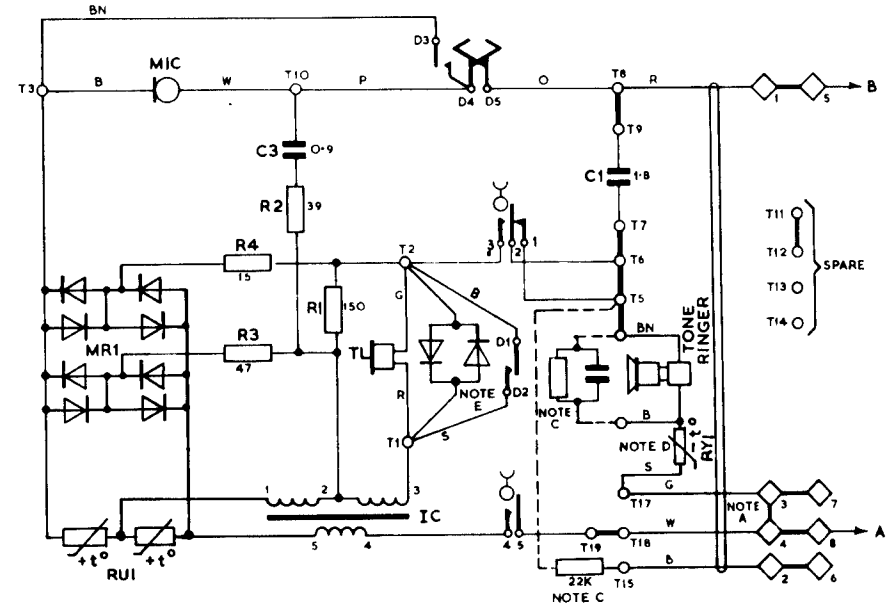 BN
D3
MIC
T3
B
W
T10
P
D4
D5
O
T8
R
1
5
B
T9
C3
0·9
C1
1·8
R2
39
T7
T11
R4
T2
3
2
1
T6
T12
SPARE
15
R1
150
G
B
T5
T13
BN
TONE
RINGER
T14
MR1
R3
47
TL
D1
NOTE
E
D2
R
S
NOTE
C
B
NOTE D
-t°
RY1
T1
S
G
1
2
3
T17
NOTE
A
3
7
IC
4
5
T19
T18
W
4
8
A
5
4
+t°
+t°
RU1
22K
T15
B
2
6
NOTE C